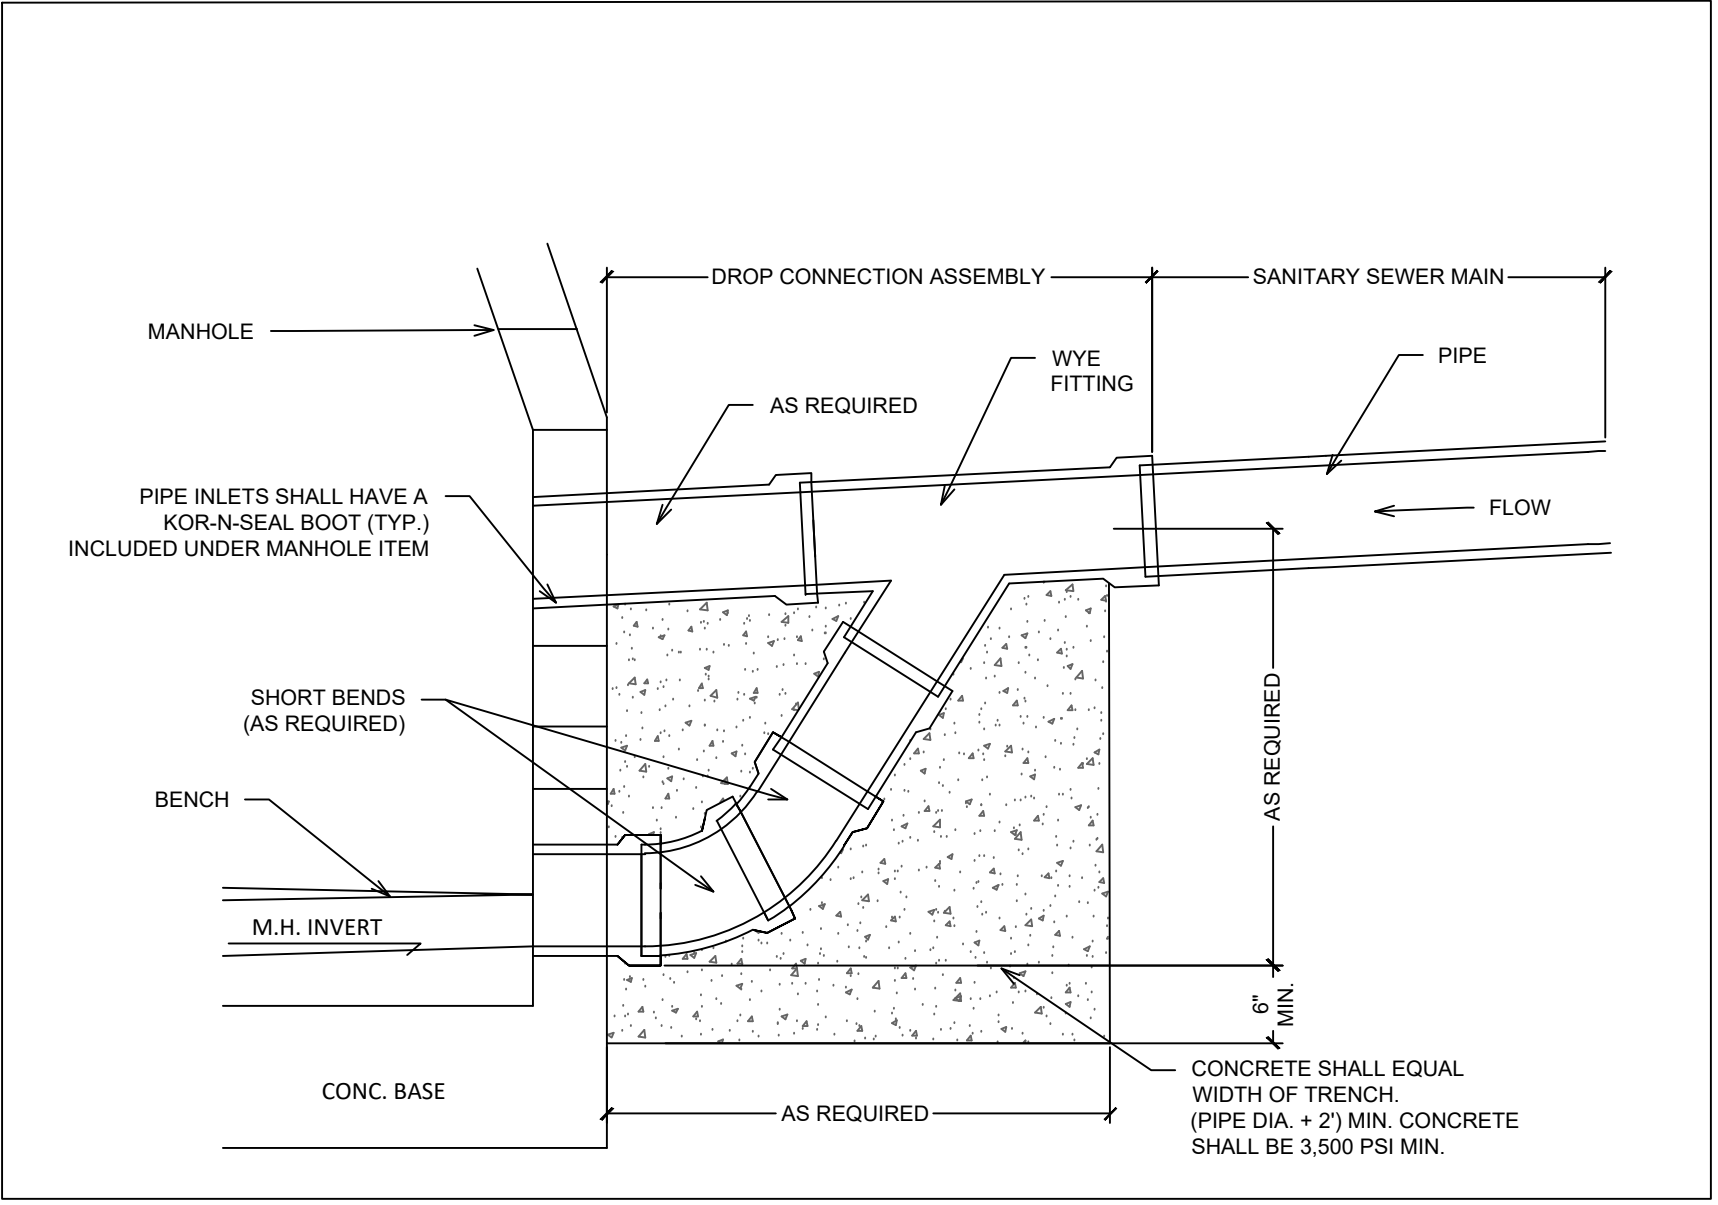 DROP CONNECTION ASSEMBLY
SANITARY SEWER MAIN
MANHOLE
WYE
FITTING
PIPE
AS REQUIRED
PIPE INLETS SHALL HAVE A
KOR-N-SEAL BOOT (TYP.)
INCLUDED UNDER MANHOLE ITEM
FLOW
SHORT BENDS
(AS REQUIRED)
AS REQUIRED
BENCH
M.H. INVERT
6"
MIN.
CONC. BASE
AS REQUIRED
CONCRETE SHALL EQUAL
WIDTH OF TRENCH.
(PIPE DIA. + 2') MIN. CONCRETE
SHALL BE 3,500 PSI MIN.